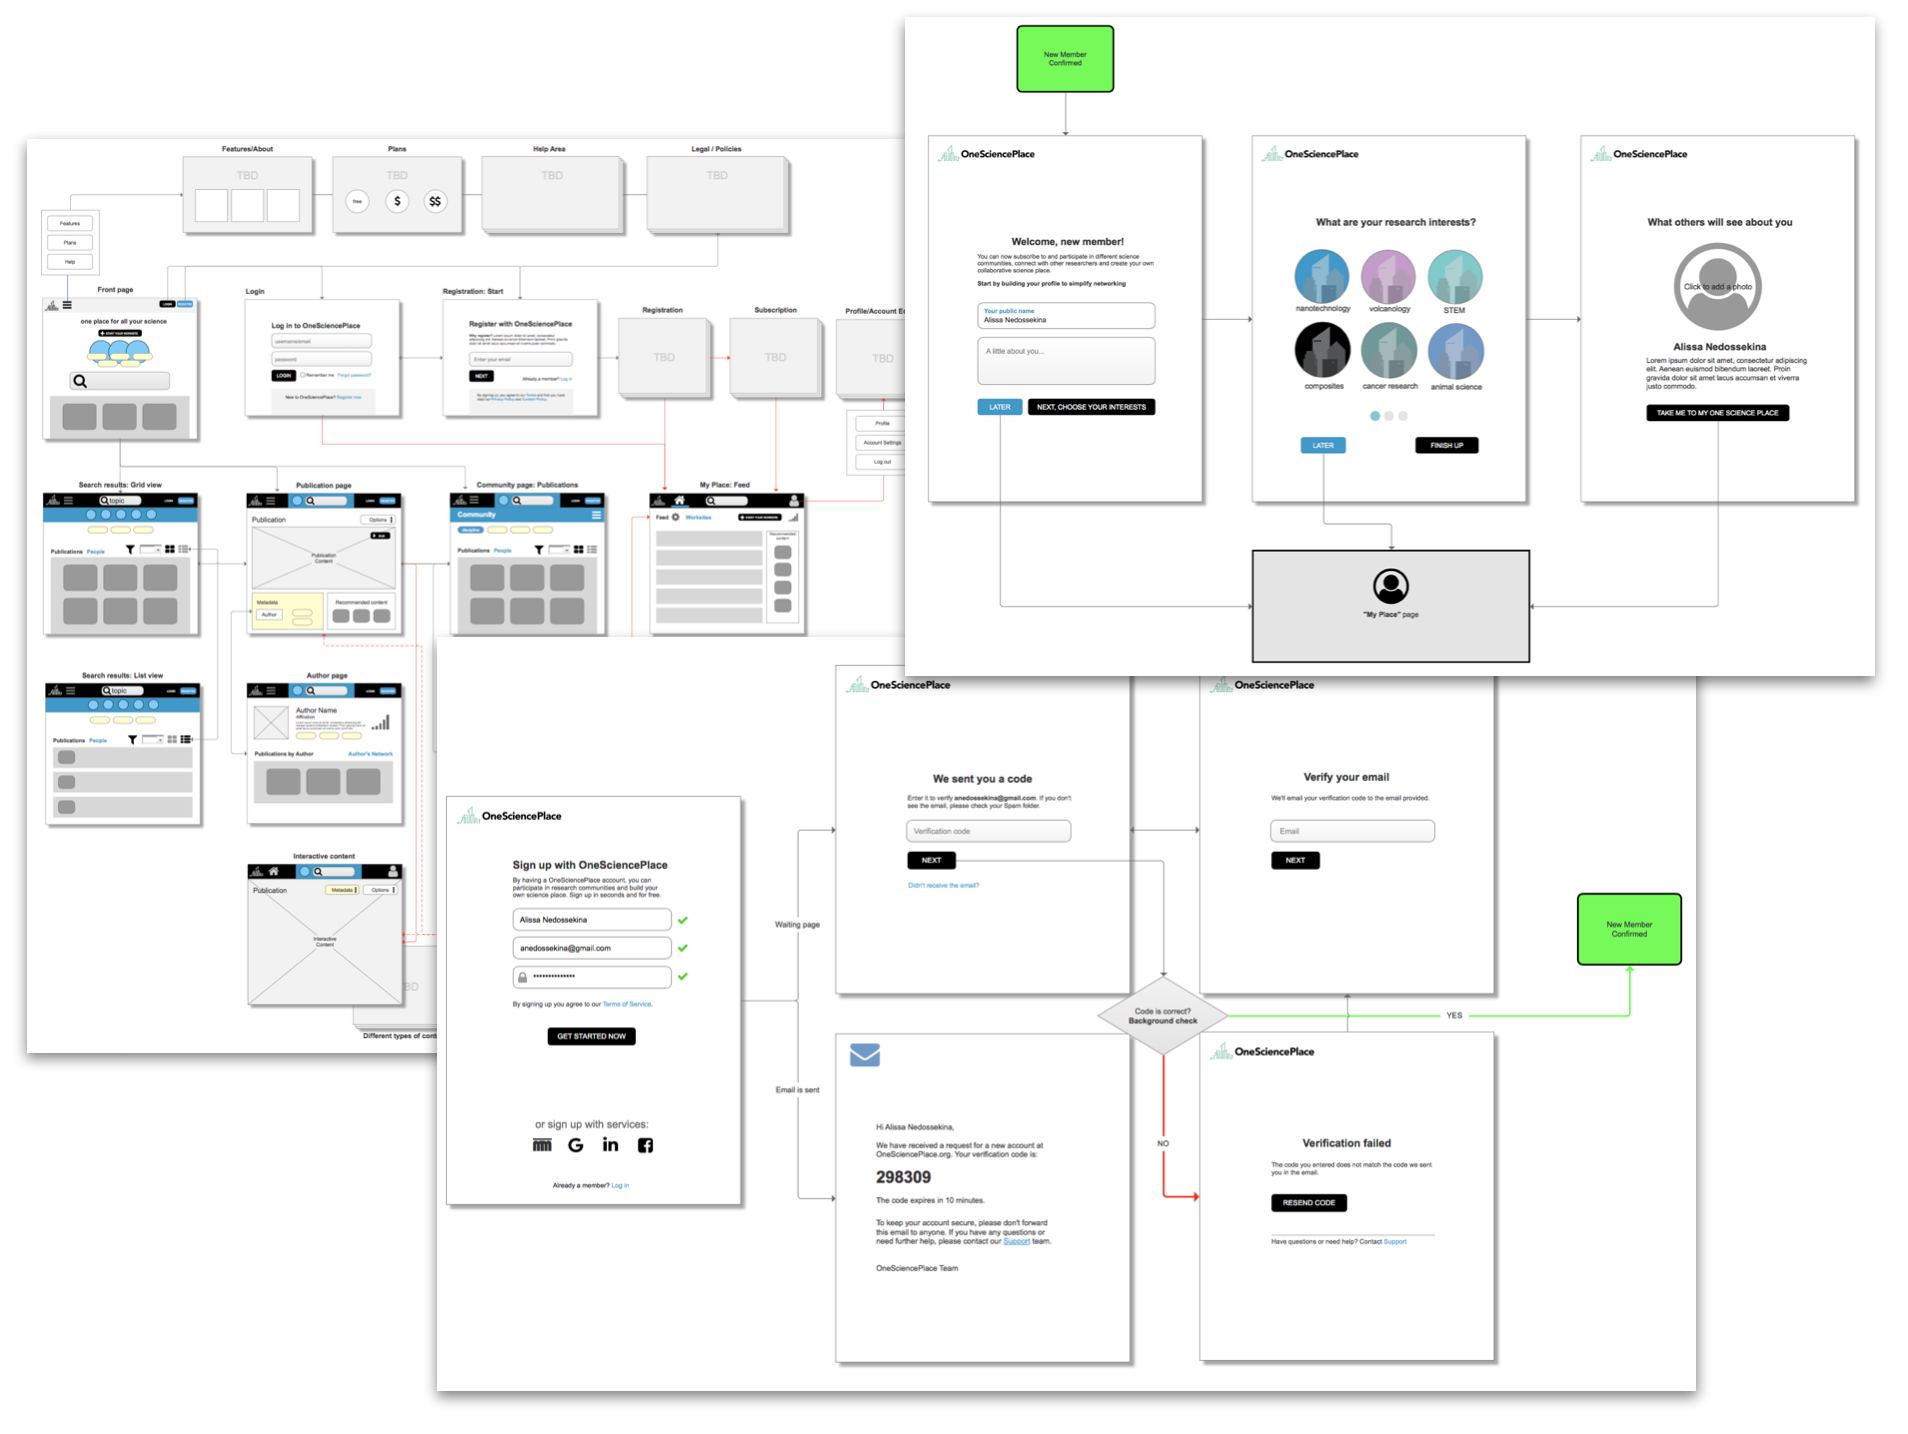 Features/About
Plans
Help Area
Legal / Policies
TBD
TBD
TBD
TBD
free
$
$$
Features
Plans
Help
Front page
LOGIN
REGISTER
one place for all your science
START YOUR WORKSITE
Login
Log in to OneSciencePlace
username/email
password
LOGIN
Remember me
Forgot password?
New to OneSciencePlace? Register now
Registration: Start
Register with OneSciencePlace
Enter your email
NEXT
Already a member? Log in
Registration
TBD
Subscription
TBD
Profile/Account Ed
TBD
Profile
Account Settings
Log out
Search results: Grid view
topic
Publications People
Publication page
Publication
Options
RUN
Publication
Content
Metadata
Author
Recommended content
Community page: Publications
Community
discipline
Publications People
My Place: Feed
Feed
Worksites
START YOUR WORKSITE
Recommended
content
Search results: List view
topic
Publications People
Author page
Author Name
Affiliation
Publications by Author
Author's Network
Interactive content
Publication
Metadata
Options
Interactive
Content
BD
Different types of cont
New Member
Confirmed
OneSciencePlace
Welcome, new member!
You can now subscribe to and participate in different science
communities, connect with other researchers and create your own
collaborative science place.
Start by building your profile to simplify networking
Your public name
Alissa Nedossekina
A little about you...
LATER
NEXT, CHOOSE YOUR INTERESTS
OneSciencePlace
What are your research interests?
nanotechnology
volcanology
STEM
composites
cancer research
animal science
LATER
FINISH UP
OneSciencePlace
What others will see about you
Click to add a photo
Alissa Nedossekina
Lorem ipsum dolor sit amet, consectetur adipiscing
elit. Aenean euismod bibendum laoreet. Proin
gravida dolor sit amet lacus accumsan et viverra
justo commodo.
TAKE ME TO MY ONE SCIENCE PLACE
"My Place" page
OneSciencePlace
Sign up with OneSciencePlace
By having a OneSciencePlace account, you can
participate in research communities and build your
own science place. Sign up in seconds and for free.
Alissa Nedossekina
anedossekina@gmail.com
By signing up you agree to our Terms of Service.
GET STARTED NOW
or sign up with services:
Already a member? Log in
Waiting page
Email is sent
OneSciencePlace
We sent you a code
Enter it to verify anedossekina@gmail.com. If you don't
see the email, please check your Spam folder.
Verification code
NEXT
Didn't receive the email?
OneSciencePlace
Verify your email
We'll email your verification code to the email provided.
Email
NEXT
Code is correct?
Background check
YES
NO
New Member
Confirmed
Hi Alissa Nedossekina,
We have received a request for a new account at
OneSciencePlace.org. Your verification code is:
298309
The code expires in 10 minutes.
To keep your account secure, please don't forward
this email to anyone. If you have any questions or
need further help, please contact our Support team.
OneSciencePlace Team
OneSciencePlace
Verification failed
The code you entered does not match the code we sent
you in the email.
RESEND CODE
Have questions or need help? Contact Support